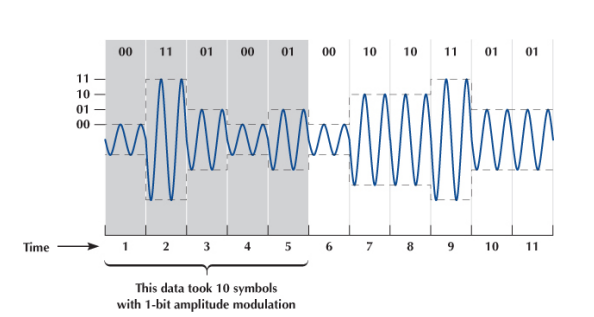 00 11 01 00 01 00 10 10 11 01 01
11
10
01
00
Time 1 2 3 4 5 6 7 8 9 10 11
This data took 10 symbols
with 1-bit amplitude modulation